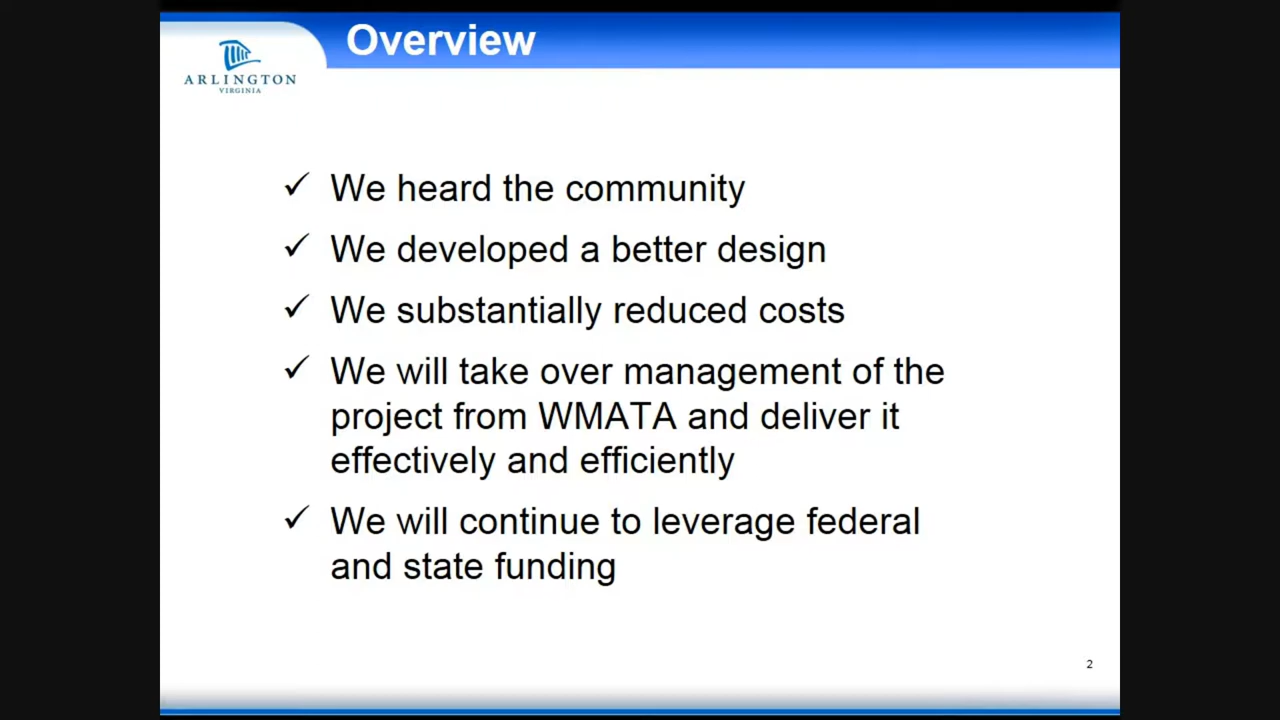 Overview
ARLINGTON
VIRGINIA
✓ We heard the community
✓ We developed a better design
✓ We substantially reduced costs
✓ We will take over management of the
project from WMATA and deliver it
effectively and efficiently
✓ We will continue to leverage federal
and state funding
2